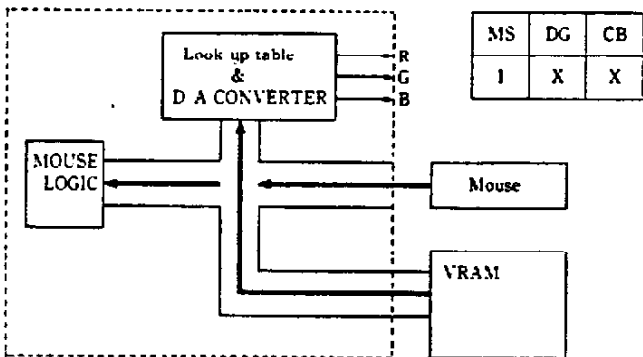 Look up table
&
D A CONVERTER
R
G
B
MS DG CB
1 X X
MOUSE
LOGIC
Mouse
VRAM